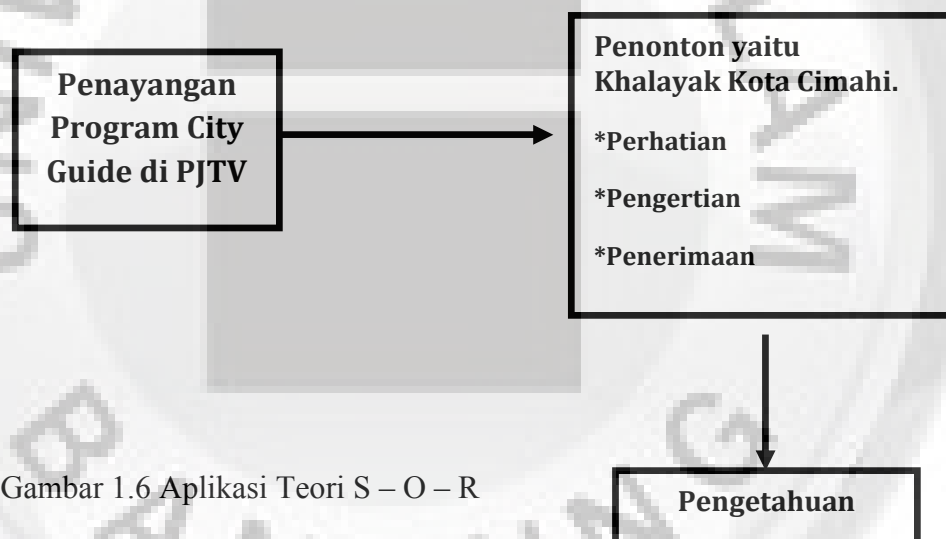 Penayangan
Program City
Guide di PJTV
Penonton yaitu
Khalayak Kota Cimahi.
*Perhatian
*Pengertian
*Penerimaan
Gambar 1.6 Aplikasi Teori S – O – R
Pengetahuan